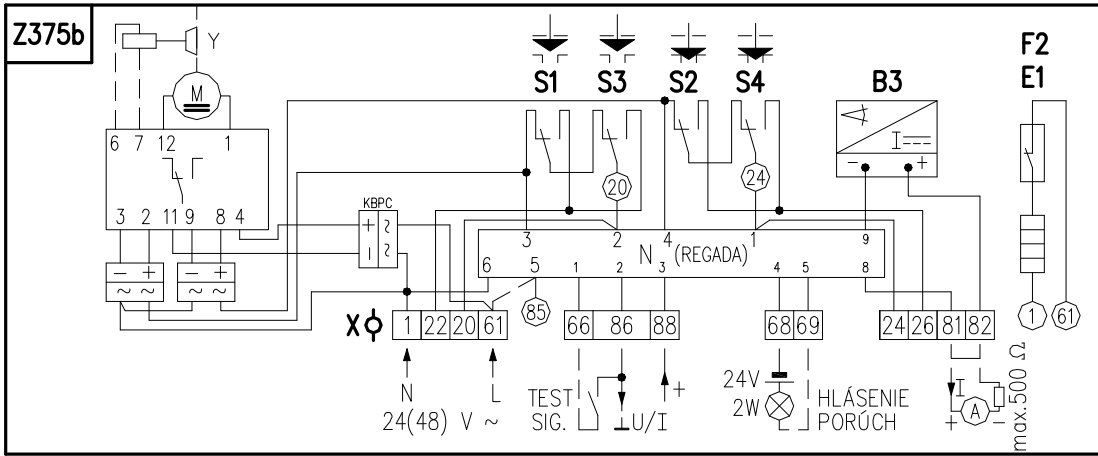 Z375b
Y
M
S1 S3 S2 S4 B3 F2
E1
6 7 12 1
I
- +
20 24
KBPC
3 2 11 9 8 4
+ ~
- ~
3 2 4 1 9
N (REGADA)
6 5 1 2 3 4 5 8
- + - +
~ ~ ~ ~
85
X 1 22 20 61 66 86 88 68 69 24 26 81 82
1 61
N L
24(48) V ~
TEST
SIG.
U/I
+
24V
2W
HLÁSENIE
PORÚCH
I
A
+ -
max.500 Ω